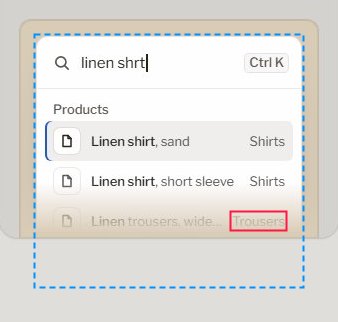 linen shrt Ctrl K
Products
Linen shirt, sand Shirts
Linen shirt, short sleeve Shirts
Linen trousers, wide... Trousers